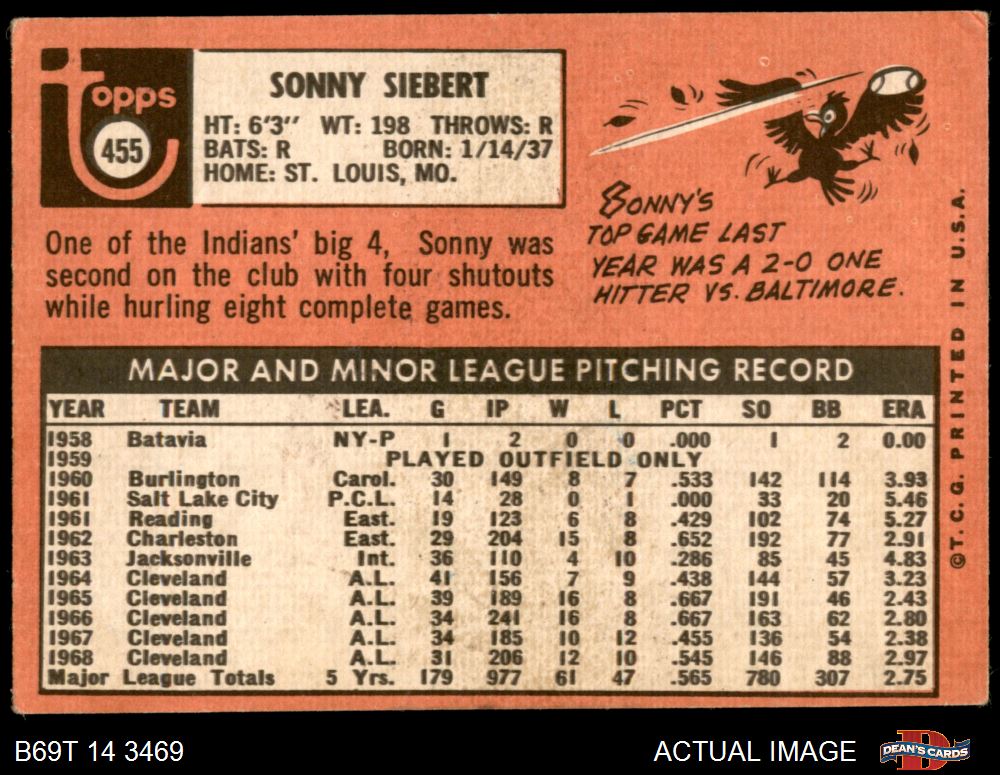 Topps
455
SONNY SIEBERT
HT: 6'3" WT: 198 THROWS: R
BATS: R BORN: 1/14/37
HOME: ST. LOUIS, MO.
One of the Indians' big 4, Sonny was
second on the club with four shutouts
while hurling eight complete games.
SONNY'S
TOP GAME LAST
YEAR WAS A 2-0 ONE
HITTER VS. BALTIMORE.
MAJOR AND MINOR LEAGUE PITCHING RECORD
YEAR TEAM LEA. G IP W L PCT SO BB ERA
1958 Batavia NY-P 1 2 0 0 .000 1 2 0.00
1959 PLAYED OUTFIELD ONLY
1960 Burlington Carol. 30 149 8 7 .533 142 114 3.93
1961 Salt Lake City P.C.L. 14 28 0 1 .000 33 20 5.46
1961 Reading East. 19 123 6 8 .429 102 74 5.27
1962 Charleston East. 29 204 15 8 .652 192 77 2.91
1963 Jacksonville Int. 36 110 4 10 .286 85 45 4.83
1964 Cleveland A.L. 41 156 7 9 .438 144 57 3.23
1965 Cleveland A.L. 39 189 16 8 .667 191 46 2.43
1966 Cleveland A.L. 34 241 16 8 .667 163 62 2.80
1967 Cleveland A.L. 34 185 10 12 .455 136 54 2.38
1968 Cleveland A.L. 31 206 12 10 .545 146 88 2.97
Major League Totals 5 Yrs. 179 977 61 47 .565 780 307 2.75
©T. C. G. PRINTED IN U.S.A.
B69T 14 3469
ACTUAL IMAGE
D
DEAN'S CARDS